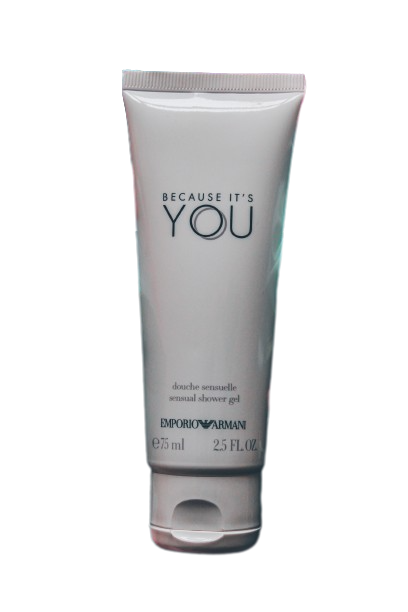 BECAUSE IT'S
YOU
douche sensuelle
sensual shower gel
EMPORIO ARMANI
℮75 ml 2.5 FL. OZ.